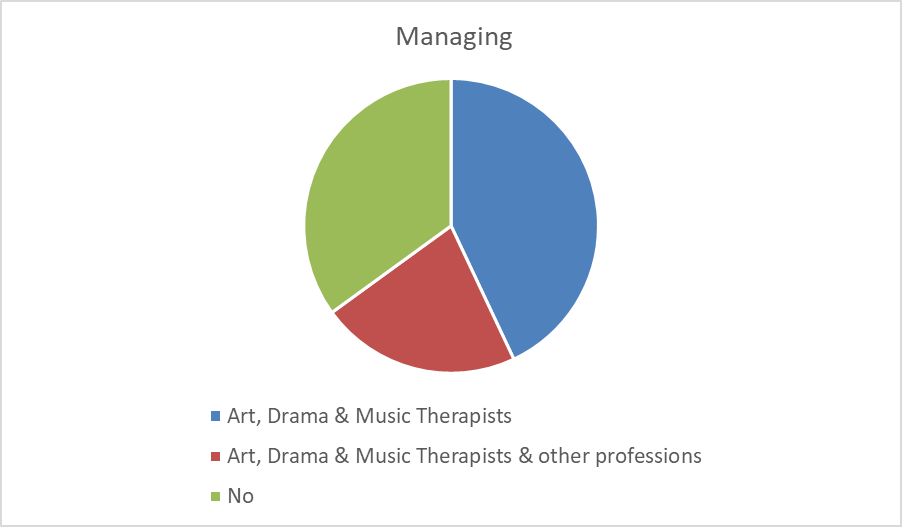 Managing
Art, Drama & Music Therapists
Art, Drama & Music Therapists & other professions
No